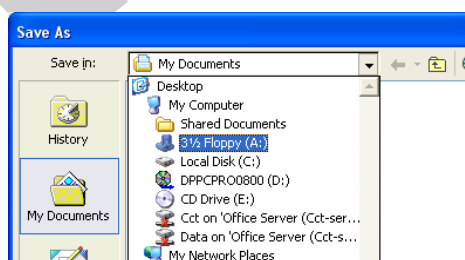 Save As
Save in:
My Documents
Desktop
My Computer
Shared Documents
History
3½ Floppy (A:)
Local Disk (C:)
DPPCPRO0800 (D:)
My Documents
CD Drive (E:)
Cct on 'Office Server (Cct-ser...
Data on 'Office Server (Cct-s...
My Network Places